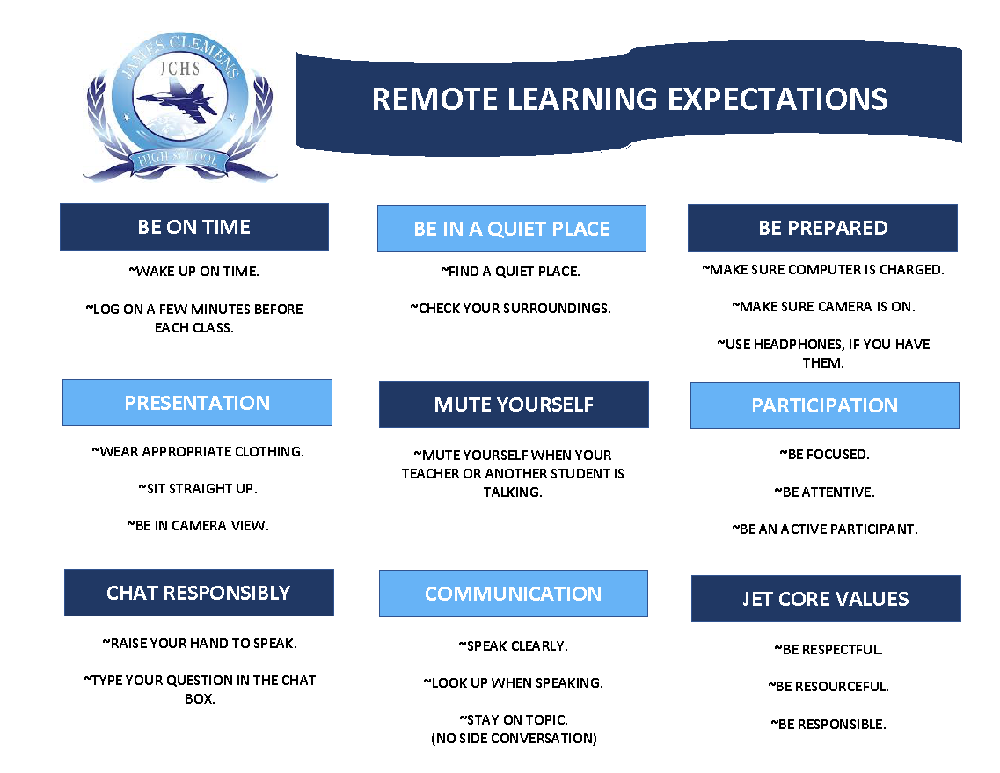 JAMES CLEMENS
JCHS
HIGH SCHOOL
REMOTE LEARNING EXPECTATIONS
BE ON TIME
~WAKE UP ON TIME.
~LOG ON A FEW MINUTES BEFORE
EACH CLASS.
BE IN A QUIET PLACE
~FIND A QUIET PLACE.
~CHECK YOUR SURROUNDINGS.
BE PREPARED
~MAKE SURE COMPUTER IS CHARGED.
~MAKE SURE CAMERA IS ON.
~USE HEADPHONES, IF YOU HAVE
THEM.
PRESENTATION
~WEAR APPROPRIATE CLOTHING.
~SIT STRAIGHT UP.
~BE IN CAMERA VIEW.
MUTE YOURSELF
~MUTE YOURSELF WHEN YOUR
TEACHER OR ANOTHER STUDENT IS
TALKING.
PARTICIPATION
~BE FOCUSED.
~BE ATTENTIVE.
~BE AN ACTIVE PARTICIPANT.
CHAT RESPONSIBLY
~RAISE YOUR HAND TO SPEAK.
~TYPE YOUR QUESTION IN THE CHAT
BOX.
COMMUNICATION
~SPEAK CLEARLY.
~LOOK UP WHEN SPEAKING.
~STAY ON TOPIC.
(NO SIDE CONVERSATION)
JET CORE VALUES
~BE RESPECTFUL.
~BE RESOURCEFUL.
~BE RESPONSIBLE.